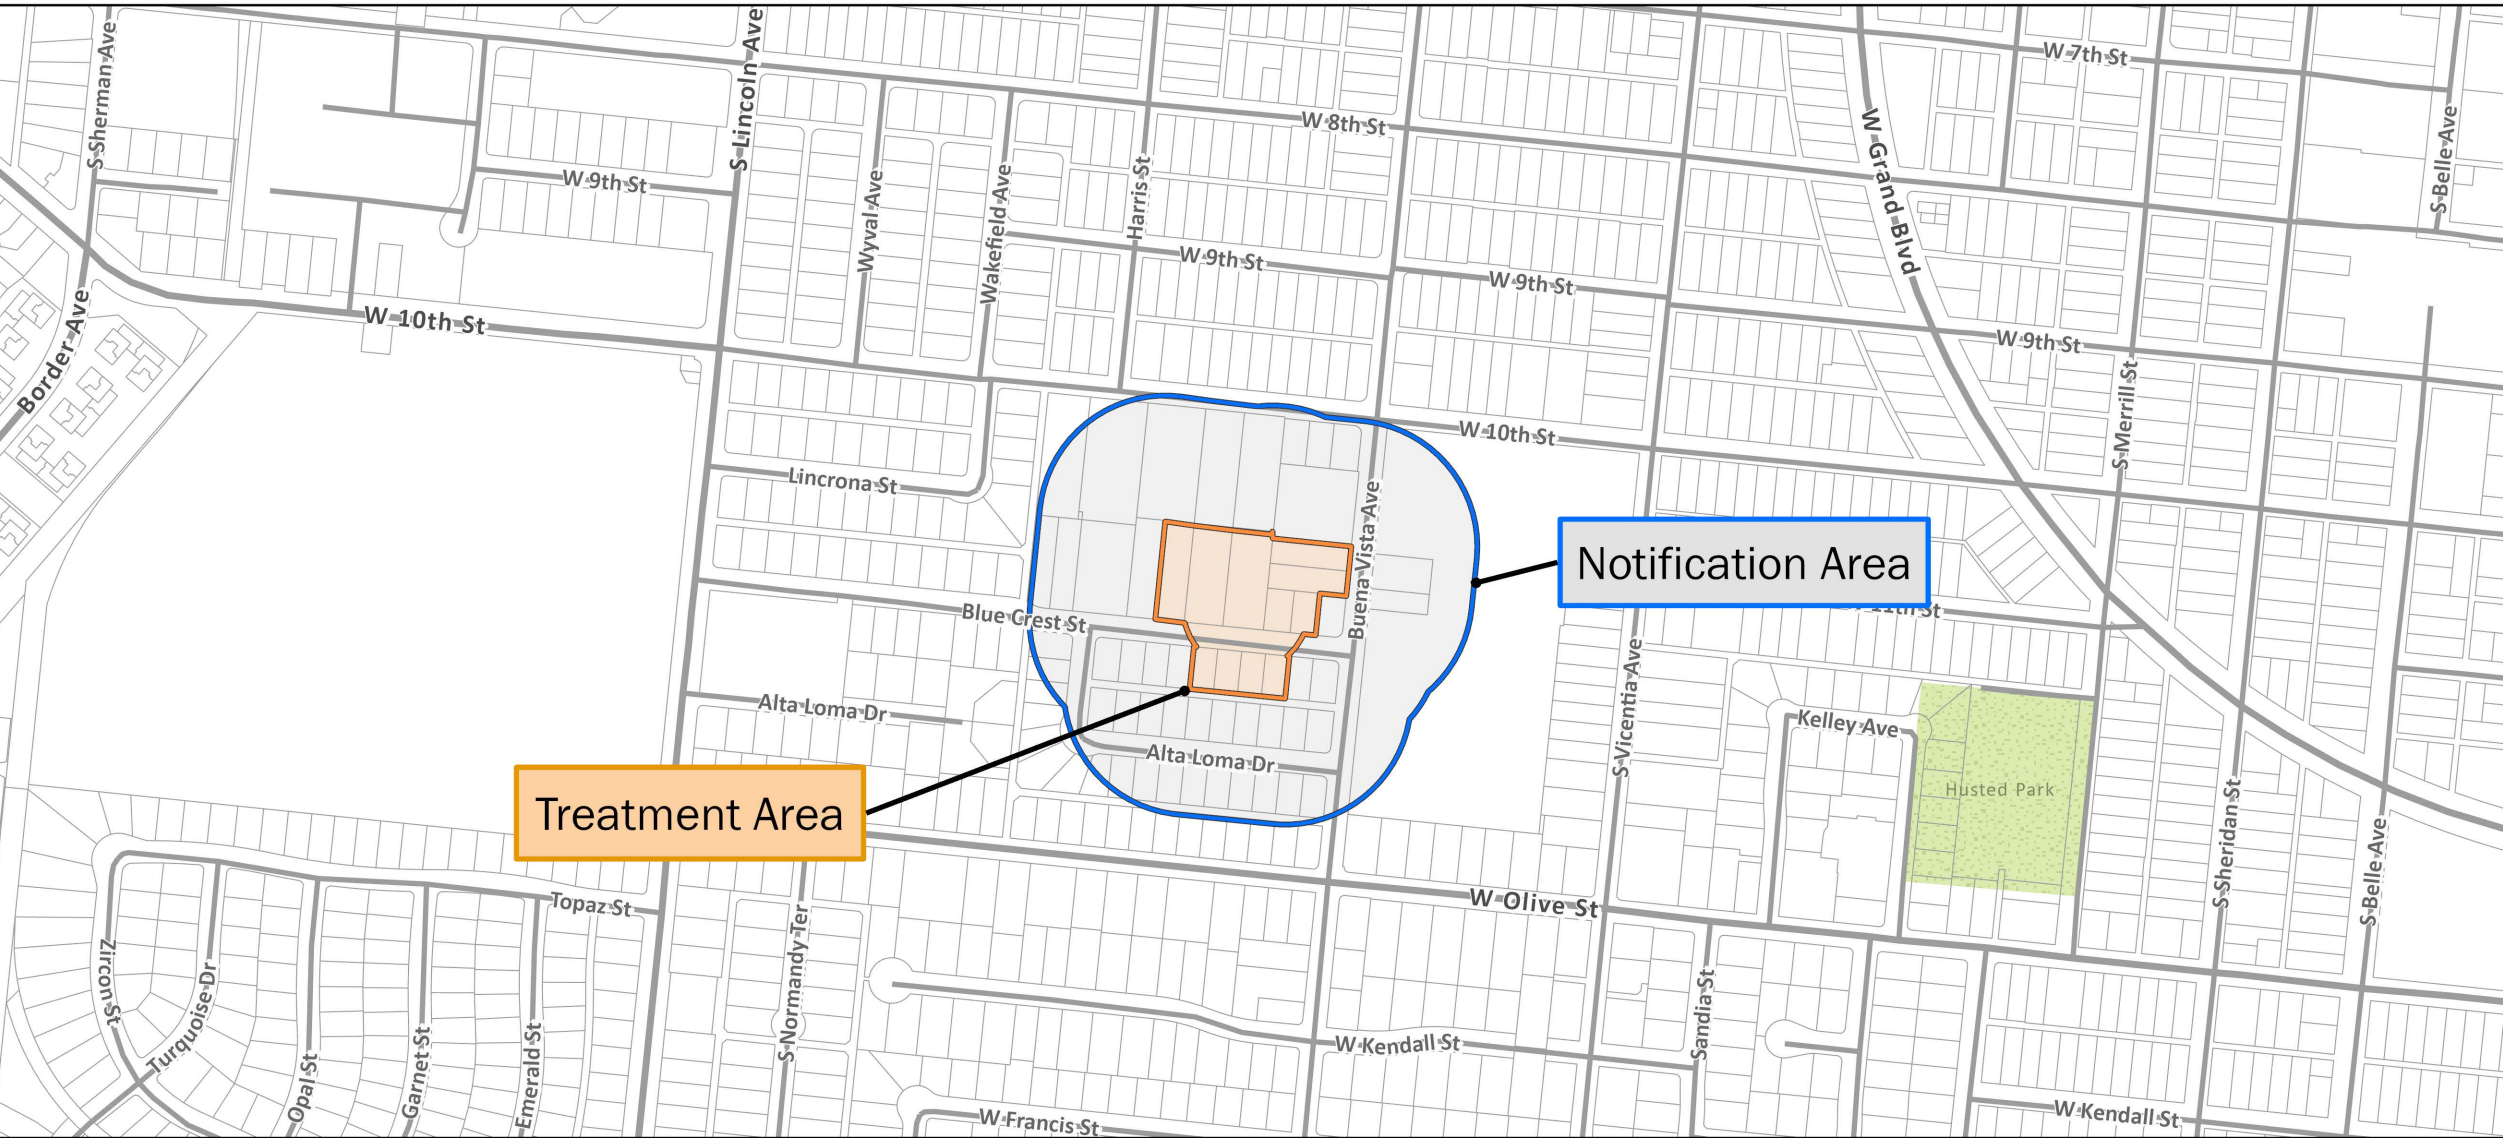 S Sherman Ave
S Lincoln Ave
W 7th St
W 8th St
W Grand Blvd
S Belle Ave
W 9th St
Wyval Ave
Wakefield Ave
Harris St
W 9th St
W 9th St
W 9th St
Border Ave
W 10th St
S Merrill St
W 10th St
Lincrona St
Buena Vista Ave
Notification Area
Blue Crest St
11th St
S Vicentia Ave
Alta Loma Dr
Kelley Ave
Alta Loma Dr
Husted Park
Treatment Area
S Sheridan St
S Belle Ave
Topaz St
W Olive St
Zircon St
Turquoise Dr
Opal St
Garnet St
Emerald St
S Normandy Ter
Sandia St
W Kendall St
W Francis St
W Kendall St